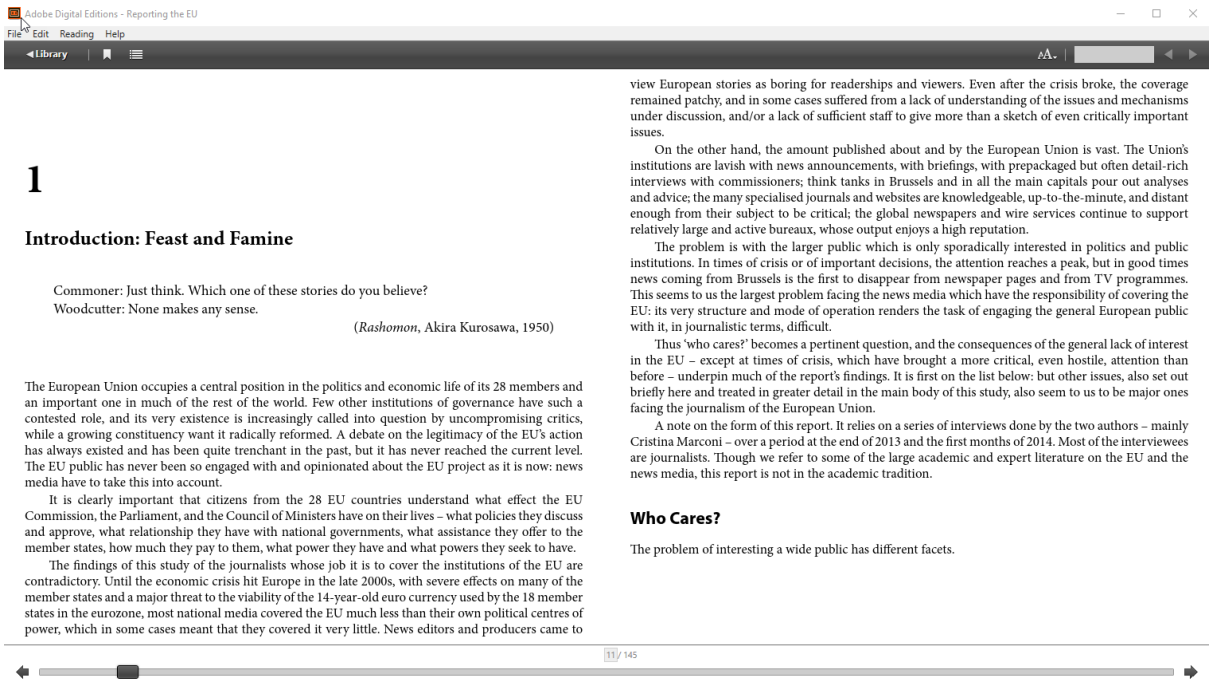 Adobe Digital Editions - Reporting the EU
File Edit Reading Help
Library
AA
1
Introduction: Feast and Famine
Commoner: Just think. Which one of these stories do you believe?
Woodcutter: None makes any sense.
(Rashomon, Akira Kurosawa, 1950)
The European Union occupies a central position in the politics and economic life of its 28 members and
an important one in much of the rest of the world. Few other institutions of governance have such a
contested role, and its very existence is increasingly called into question by uncompromising critics,
while a growing constituency want it radically reformed. A debate on the legitimacy of the EU's action
has always existed and has been quite trenchant in the past, but it has never reached the current level.
The EU public has never been so engaged with and opinionated about the EU project as it is now: news
media have to take this into account.
It is clearly important that citizens from the 28 EU countries understand what effect the EU
Commission, the Parliament, and the Council of Ministers have on their lives – what policies they discuss
and approve, what relationship they have with national governments, what assistance they offer to the
member states, how much they pay to them, what power they have and what powers they seek to have.
The findings of this study of the journalists whose job it is to cover the institutions of the EU are
contradictory. Until the economic crisis hit Europe in the late 2000s, with severe effects on many of the
member states and a major threat to the viability of the 14-year-old euro currency used by the 18 member
states in the eurozone, most national media covered the EU much less than their own political centres of
power, which in some cases meant that they covered it very little. News editors and producers came to
view European stories as boring for readerships and viewers. Even after the crisis broke, the coverage
remained patchy, and in some cases suffered from a lack of understanding of the issues and mechanisms
under discussion, and/or a lack of sufficient staff to give more than a sketch of even critically important
issues.
On the other hand, the amount published about and by the European Union is vast. The Union's
institutions are lavish with news announcements, with briefings, with prepackaged but often detail-rich
interviews with commissioners; think tanks in Brussels and in all the main capitals pour out analyses
and advice; the many specialised journals and websites are knowledgeable, up-to-the-minute, and distant
enough from their subject to be critical; the global newspapers and wire services continue to support
relatively large and active bureaux, whose output enjoys a high reputation.
The problem is with the larger public which is only sporadically interested in politics and public
institutions. In times of crisis or of important decisions, the attention reaches a peak, but in good times
news coming from Brussels is the first to disappear from newspaper pages and from TV programmes.
This seems to us the largest problem facing the news media which have the responsibility of covering the
EU: its very structure and mode of operation renders the task of engaging the general European public
with it, in journalistic terms, difficult.
Thus 'who cares?' becomes a pertinent question, and the consequences of the general lack of interest
in the EU – except at times of crisis, which have brought a more critical, even hostile, attention than
before – underpin much of the report's findings. It is first on the list below: but other issues, also set out
briefly here and treated in greater detail in the main body of this study, also seem to us to be major ones
facing the journalism of the European Union.
A note on the form of this report. It relies on a series of interviews done by the two authors – mainly
Cristina Marconi – over a period at the end of 2013 and the first months of 2014. Most of the interviewees
are journalists. Though we refer to some of the large academic and expert literature on the EU and the
news media, this report is not in the academic tradition.
Who Cares?
The problem of interesting a wide public has different facets.
11 / 145